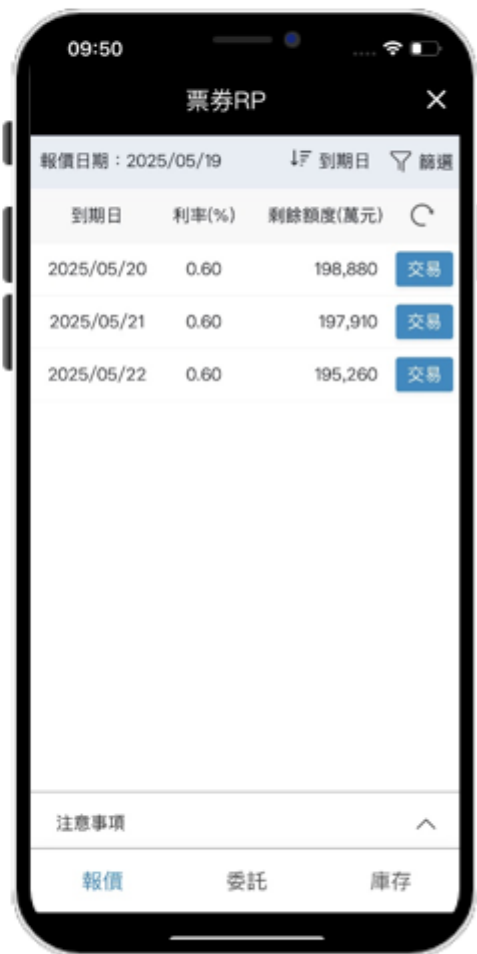 09:50
票券RP
報價日期：2025/05/19 到期日 篩選
到期日 利率(%) 剩餘額度(萬元)
2025/05/20 0.60 198,880 交易
2025/05/21 0.60 197,910 交易
2025/05/22 0.60 195,260 交易
注意事項
報價 委託 庫存